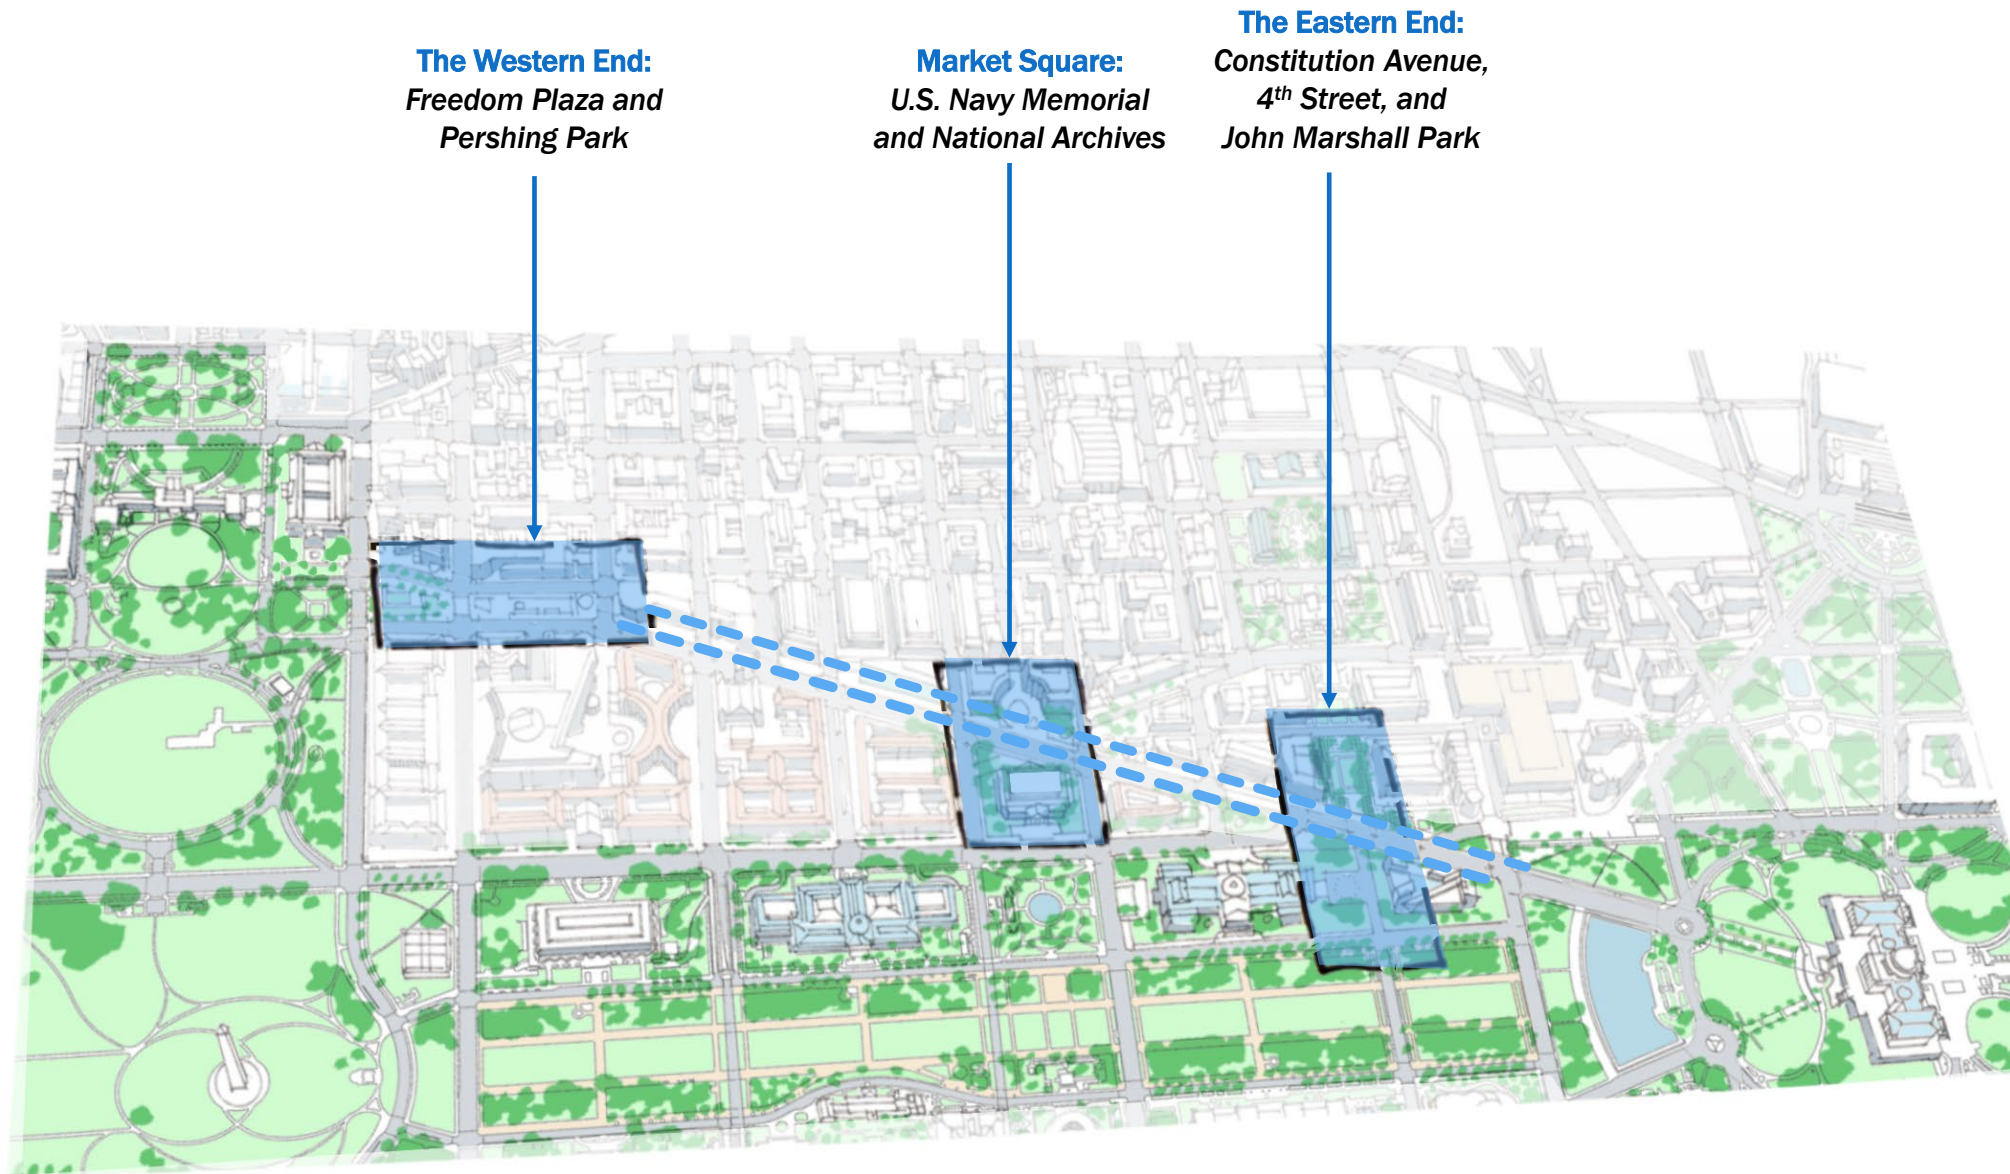 The Western End:
Freedom Plaza and
Pershing Park
Market Square:
U.S. Navy Memorial
and National Archives
The Eastern End:
Constitution Avenue,
4th Street, and
John Marshall Park